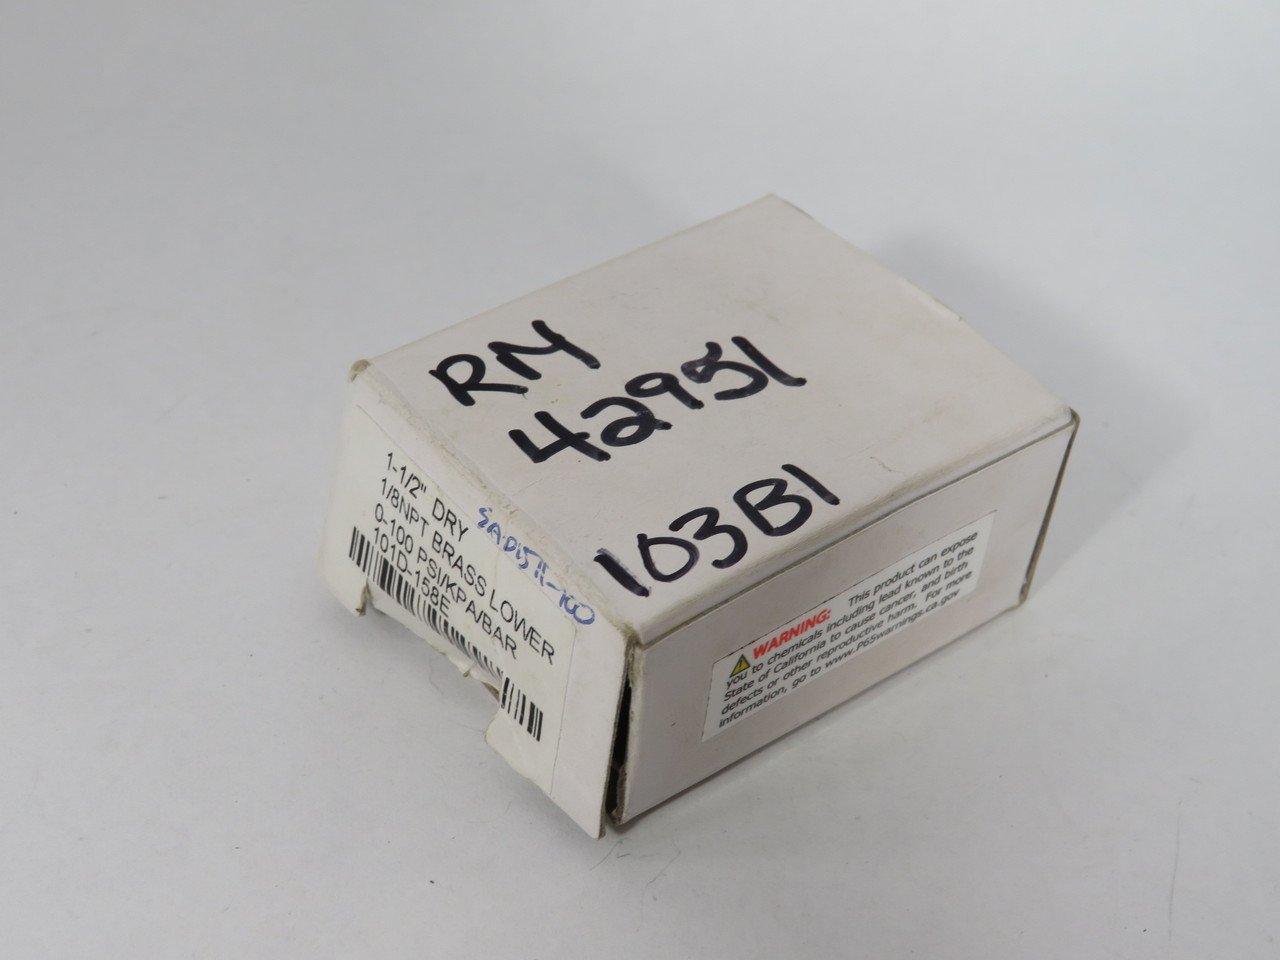 RN
42951
103B1
1-1/2" DRY
1/8NPT BRASS LOWER
0-100 PSI/KPA/BAR
101D-158E
WARNING: This product can expose
you to chemicals including lead known to the
State of California to cause cancer, and birth
defects or other reproductive harm. For more
information, go to www.P65warnings.ca.gov